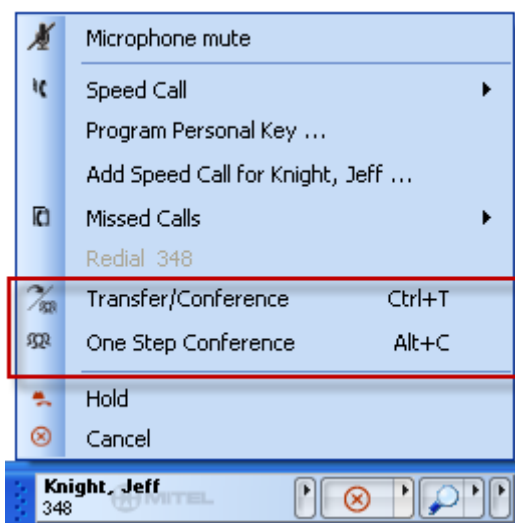 Microphone mute
Speed Call
Program Personal Key ...
Add Speed Call for Knight, Jeff ...
Missed Calls
Redial 348
Transfer/Conference Ctrl+T
One Step Conference Alt+C
Hold
Cancel
Knight, Jeff
348 MITEL